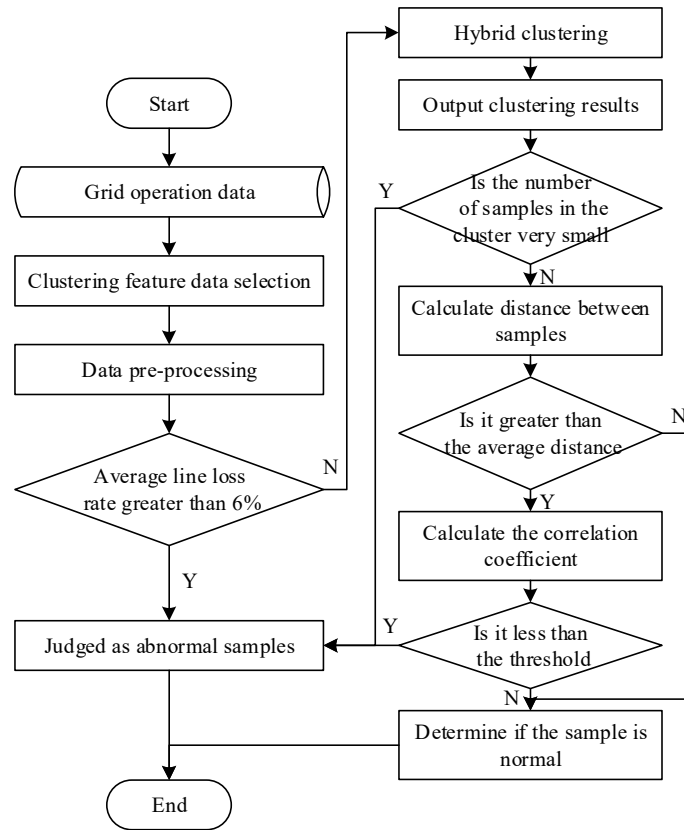 Start
Grid operation data
Clustering feature data selection
Data pre-processing
Average line loss
rate greater than 6%
N
Y
Judged as abnormal samples
End
Hybrid clustering
Output clustering results
Y
Is the number
of samples in the
cluster very small
N
Calculate distance between
samples
Is it greater than
the average distance
N
Y
Calculate the correlation
coefficient
Y
Is it less than
the threshold
N
Determine if the sample is
normal